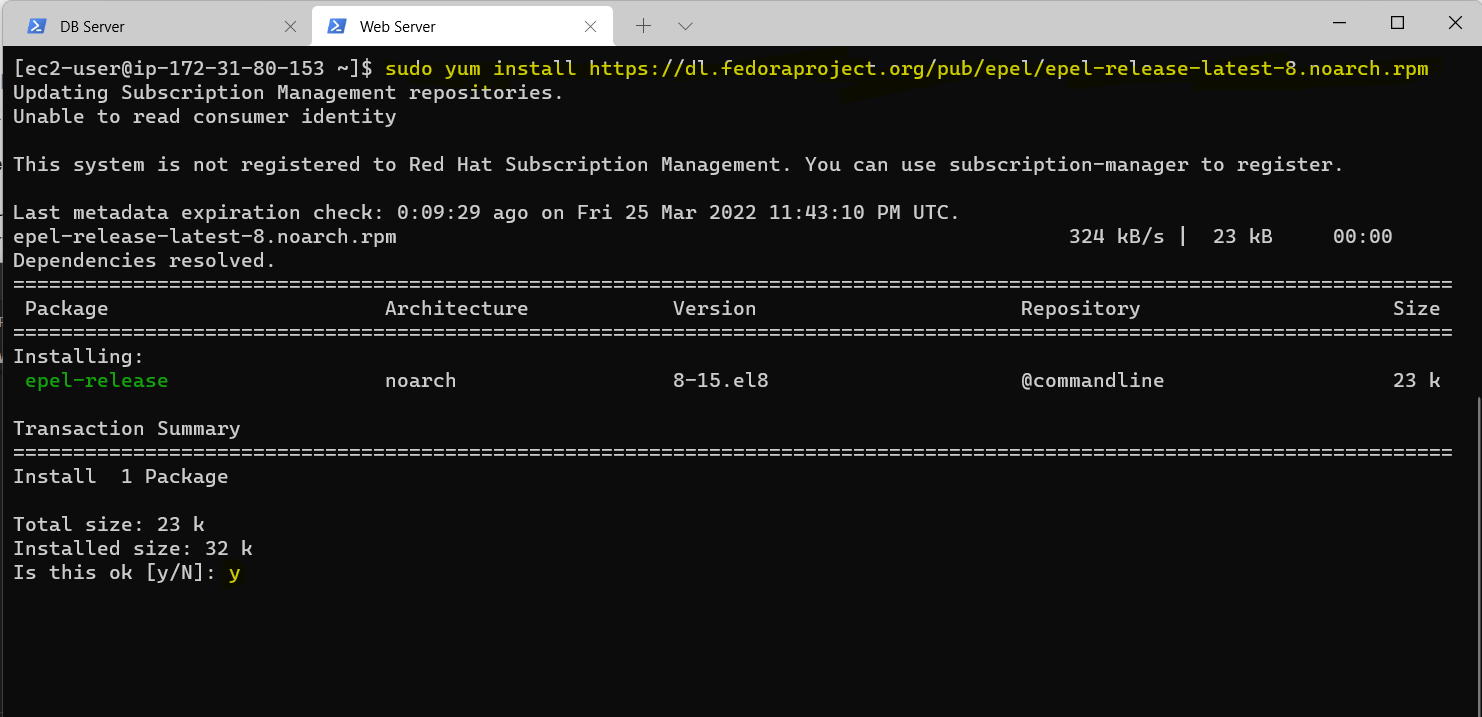 DB Server
Web Server
[ec2-user@ip-172-31-80-153 ~]$ sudo yum install https://dl.fedoraproject.org/pub/epel/epel-release-latest-8.noarch.rpm
Updating Subscription Management repositories.
Unable to read consumer identity
This system is not registered to Red Hat Subscription Management. You can use subscription-manager to register.
Last metadata expiration check: 0:09:29 ago on Fri 25 Mar 2022 11:43:10 PM UTC.
epel-release-latest-8.noarch.rpm 324 kB/s | 23 kB 00:00
Dependencies resolved.
================================================================================================================================
Package Architecture Version Repository Size
================================================================================================================================
Installing:
epel-release noarch 8-15.el8 @commandline 23 k
Transaction Summary
================================================================================================================================
Install 1 Package
Total size: 23 k
Installed size: 32 k
Is this ok [y/N]: y